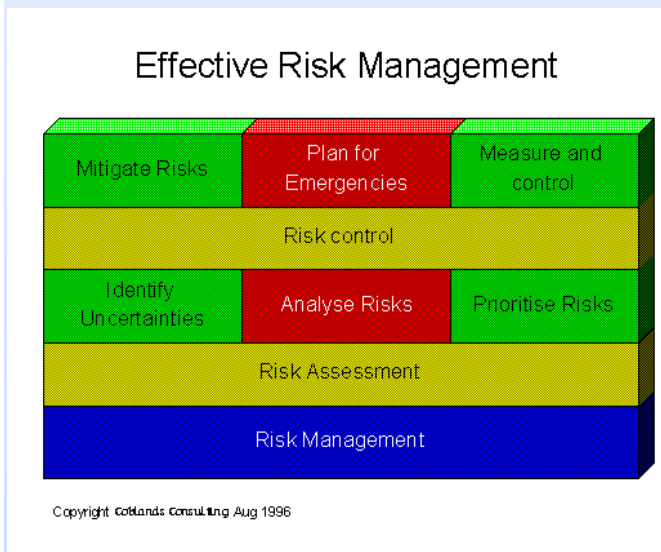 Effective Risk Management
Mitigate Risks
Plan for
Emergencies
Measure and
control
Risk control
Identify
Uncertainties
Analyse Risks
Prioritise Risks
Risk Assessment
Risk Management
Copyright Coblands Consulting Aug 1996